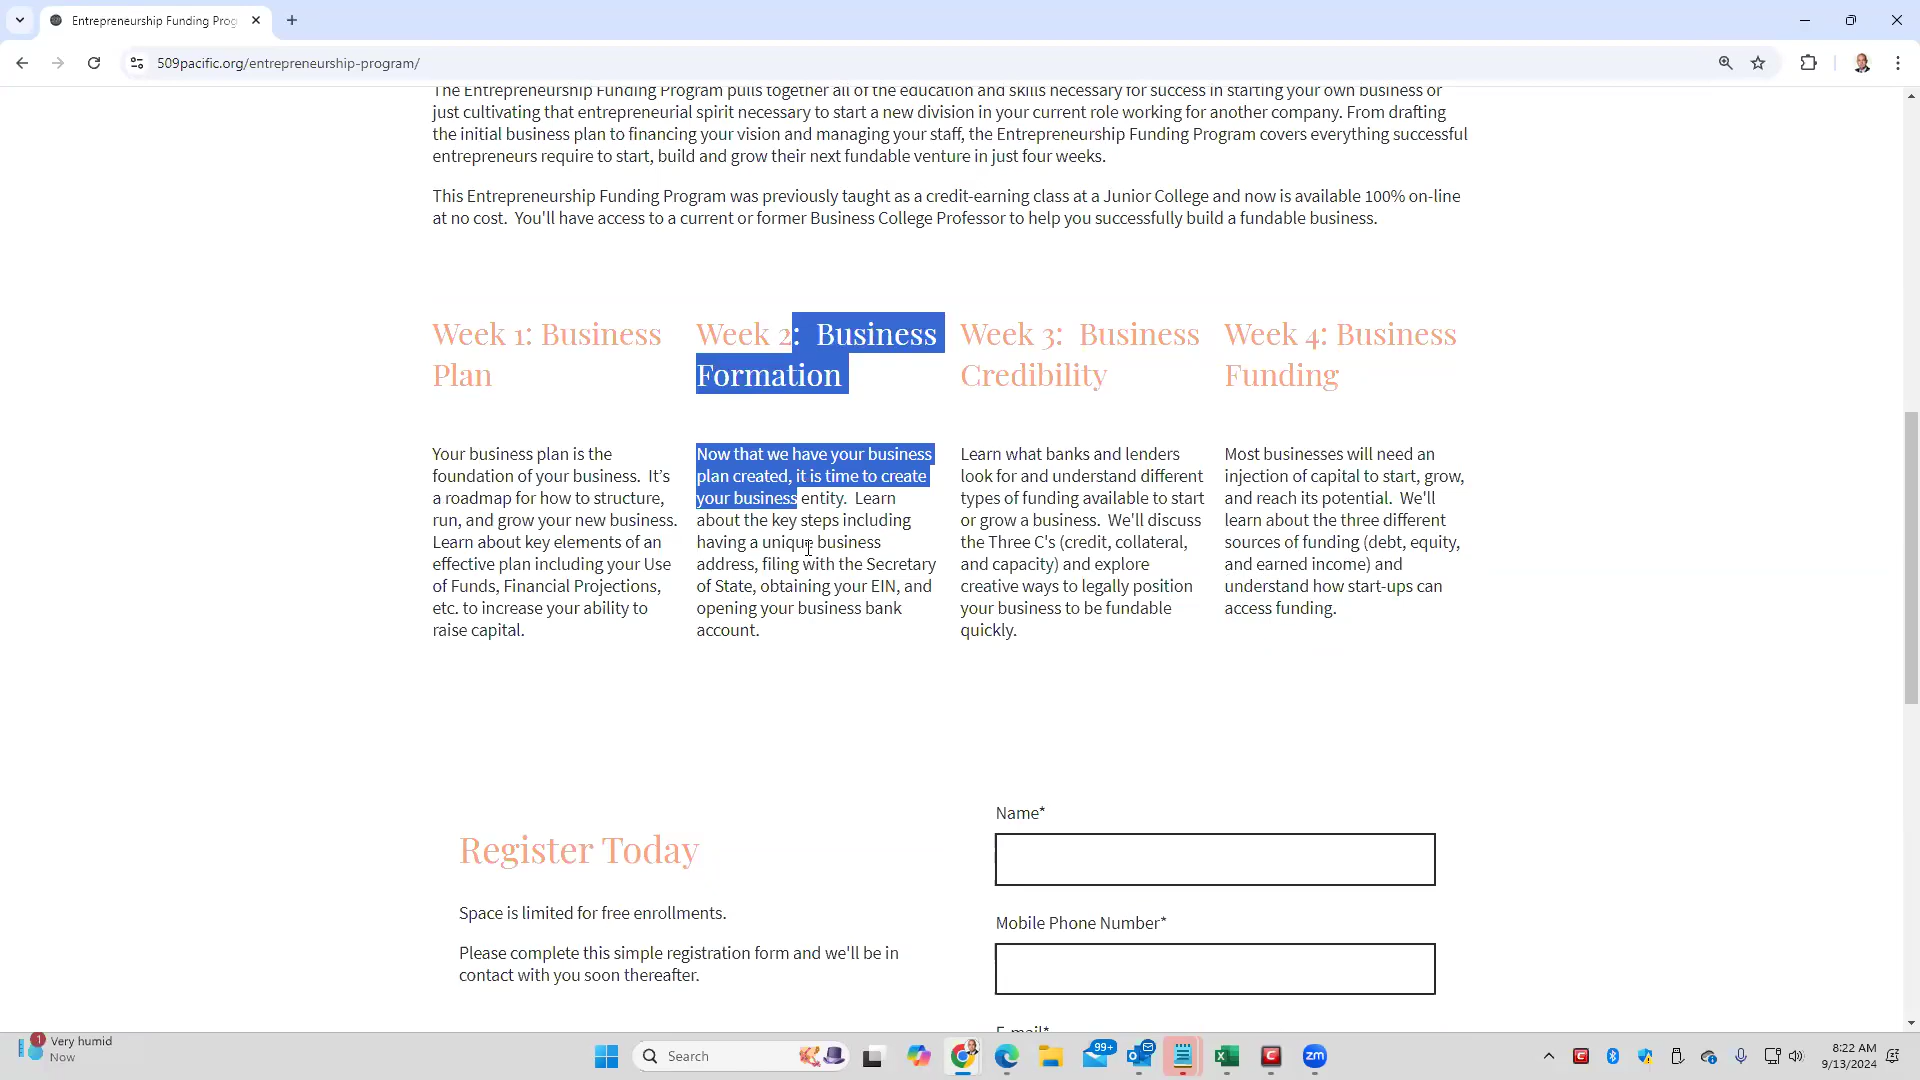 Entrepreneurship Funding Prog
509pacific.org/entrepreneurship-program/
The Entrepreneurship Funding Program pulls together all of the education and skills necessary for success in starting your own business or
just cultivating that entrepreneurial spirit necessary to start a new division in your current role working for another company. From drafting
the initial business plan to financing your vision and managing your staff, the Entrepreneurship Funding Program covers everything successful
entrepreneurs require to start, build and grow their next fundable venture in just four weeks.
This Entrepreneurship Funding Program was previously taught as a credit-earning class at a Junior College and now is available 100% on-line
at no cost. You'll have access to a current or former Business College Professor to help you successfully build a fundable business.
Week 1: Business
Plan
Your business plan is the
foundation of your business. It’s
a roadmap for how to structure,
run, and grow your new business.
Learn about key elements of an
effective plan including your Use
of Funds, Financial Projections,
etc. to increase your ability to
raise capital.
Week 2: Business
Formation
Now that we have your business
plan created, it is time to create
your business entity. Learn
about the key steps including
having a unique business
address, filing with the Secretary
of State, obtaining your EIN, and
opening your business bank
account.
Week 3: Business
Credibility
Learn what banks and lenders
look for and understand different
types of funding available to start
or grow a business. We'll discuss
the Three C's (credit, collateral,
and capacity) and explore
creative ways to legally position
your business to be fundable
quickly.
Week 4: Business
Funding
Most businesses will need an
injection of capital to start, grow,
and reach its potential. We'll
learn about the three different
sources of funding (debt, equity,
and earned income) and
understand how start-ups can
access funding.
Register Today
Space is limited for free enrollments.
Please complete this simple registration form and we'll be in
contact with you soon thereafter.
Name*
Mobile Phone Number*
E-mail*
1
Very humid
Now
Search
99+
C
zm
C
8:22 AM
9/13/2024